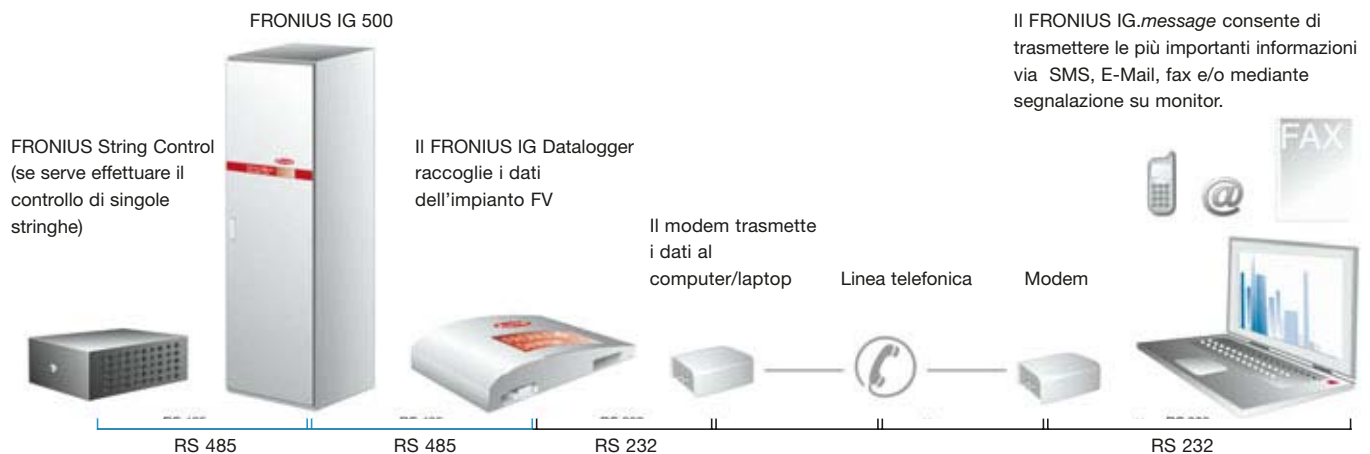 FRONIUS IG 500
Il FRONIUS IG.message consente di
trasmettere le più importanti informazioni
via SMS, E-Mail, fax e/o mediante
segnalazione su monitor.
FRONIUS String Control
(se serve effettuare il
controllo di singole
stringhe)
Il FRONIUS IG Datalogger
raccoglie i dati
dell'impianto FV
Il modem trasmette
i dati al
computer/laptop
Linea telefonica
Modem
FAX
@
RS 485
RS 485
RS 232
RS 232